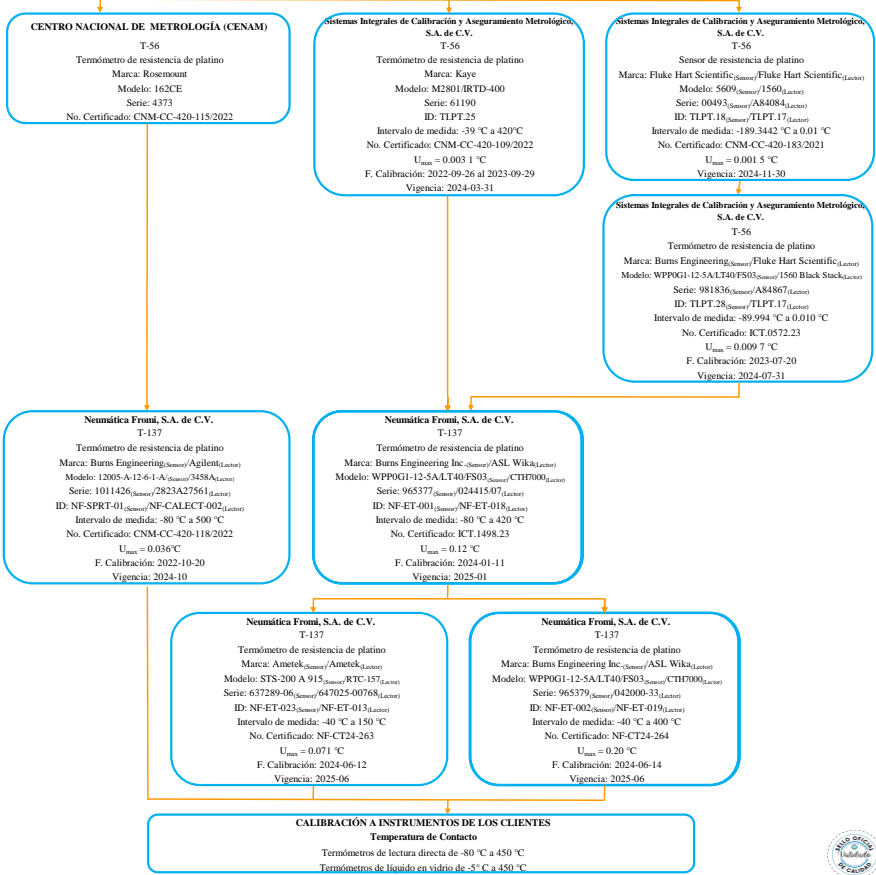 CENTRO NACIONAL DE METROLOGÍA (CENAM)
T-56
Termómetro de resistencia de platino
Marca: Rosemount
Modelo: 162CE
Serie: 4373
No. Certificado: CNM-CC-420-115/2022
Sistemas Integrales de Calibración y Aseguramiento Metrológico,
S.A. de C.V.
T-56
Termómetro de resistencia de platino
Marca: Kaye
Modelo: M2801/IRTD-400
Serie: 61190
ID: TI.PT.25
Intervalo de medida: -39 °C a 420°C
No. Certificado: CNM-CC-420-109/2022
Umax = 0.003 1 °C
F. Calibración: 2022-09-26 al 2023-09-29
Vigencia: 2024-03-31
Sistemas Integrales de Calibración y Aseguramiento Metrológico,
S.A. de C.V.
T-56
Sensor de resistencia de platino
Marca: Fluke Hart Scientific(Sensor)/Fluke Hart Scientific(Lector)
Modelo: 5609(Sensor)/1560(Lector)
Serie: 00493(Sensor)/A84084(Lector)
ID: TI.PT.18(Sensor)/TI.PT.17(Lector)
Intervalo de medida: -189.3442 °C a 0.01 °C
No. Certificado: CNM-CC-420-183/2021
Umax = 0.001 5 °C
Vigencia: 2024-11-30
Sistemas Integrales de Calibración y Aseguramiento Metrológico,
S.A. de C.V.
T-56
Termómetro de resistencia de platino
Marca: Burns Engineering(Sensor)/Fluke Hart Scientific(Lector)
Modelo: WPP0G1-12-5A/LT40/FS03(Sensor)/1560 Black Stack(Lector)
Serie: 981836(Sensor)/A84867(Lector)
ID: TI.PT.28(Sensor)/TI.PT.17(Lector)
Intervalo de medida: -89.994 °C a 0.010 °C
No. Certificado: ICT.0572.23
Umax = 0.009 7 °C
F. Calibración: 2023-07-20
Vigencia: 2024-07-31
Neumática Fromi, S.A. de C.V.
T-137
Termómetro de resistencia de platino
Marca: Burns Engineering(Sensor)/Agilent(Lector)
Modelo: 12005-A-12-6-1-A/(Sensor)/3458A(Lector)
Serie: 1011426(Sensor)/2823A27561(Lector)
ID: NF-SPRT-01(Sensor)/NF-CALECT-002(Lector)
Intervalo de medida: -80 °C a 500 °C
No. Certificado: CNM-CC-420-118/2022
Umax = 0.036°C
F. Calibración: 2022-10-20
Vigencia: 2024-10
Neumática Fromi, S.A. de C.V.
T-137
Termómetro de resistencia de platino
Marca: Burns Engineering Inc.(Sensor)/ASL Wika(Lector)
Modelo: WPP0G1-12-5A/LT40/FS03(Sensor)/CTH7000(Lector)
Serie: 965377(Sensor)/024415/07(Lector)
ID: NF-ET-001(Sensor)/NF-ET-018(Lector)
Intervalo de medida: -80 °C a 420 °C
No. Certificado: ICT.1498.23
Umax = 0.12 °C
F. Calibración: 2024-01-11
Vigencia: 2025-01
Neumática Fromi, S.A. de C.V.
T-137
Termómetro de resistencia de platino
Marca: Ametek(Sensor)/Ametek(Lector)
Modelo: STS-200 A 915(Sensor)/RTC-157(Lector)
Serie: 637289-06(Sensor)/647025-00768(Lector)
ID: NF-ET-023(Sensor)/NF-ET-013(Lector)
Intervalo de medida: -40 °C a 150 °C
No. Certificado: NF-CT24-263
Umax = 0.071 °C
F. Calibración: 2024-06-12
Vigencia: 2025-06
Neumática Fromi, S.A. de C.V.
T-137
Termómetro de resistencia de platino
Marca: Burns Engineering Inc.(Sensor)/ASL Wika(Lector)
Modelo: WPP0G1-12-5A/LT40/FS03(Sensor)/CTH7000(Lector)
Serie: 965379(Sensor)/042000-33(Lector)
ID: NF-ET-002(Sensor)/NF-ET-019(Lector)
Intervalo de medida: -40 °C a 400 °C
No. Certificado: NF-CT24-264
Umax = 0.20 °C
F. Calibración: 2024-06-14
Vigencia: 2025-06
CALIBRACIÓN A INSTRUMENTOS DE LOS CLIENTES
Temperatura de Contacto
Termómetros de lectura directa de -80 °C a 450 °C
Termómetros de líquido en vidrio de -5° C a 450 °C
SELLO OFICIAL
Validado
DE CALIDAD